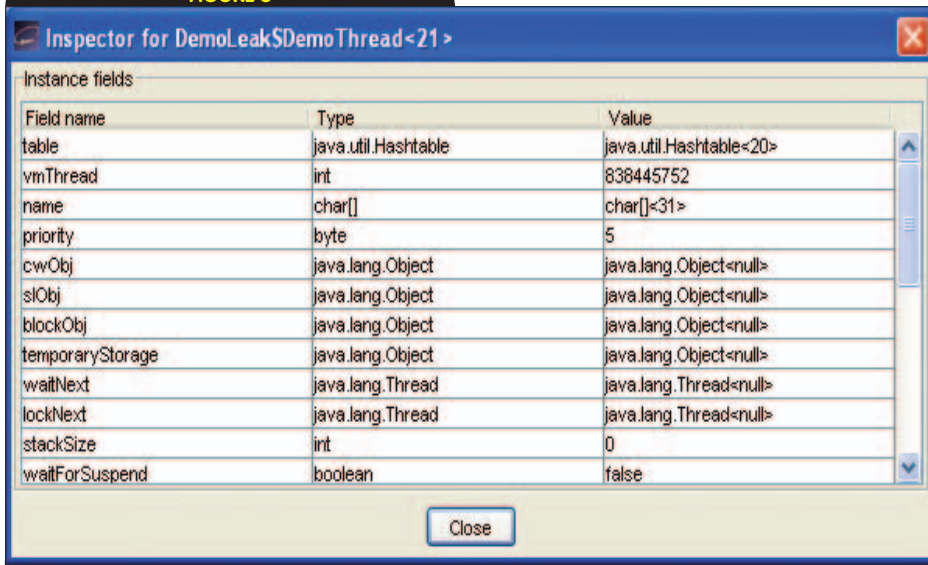 Inspector for DemoLeak$DemoThread<21>
Instance fields
Field name Type Value
table java.util.Hashtable java.util.Hashtable<20>
vmThread int 838445752
name char[] char[]<31>
priority byte 5
cwObj java.lang.Object java.lang.Object<null>
slObj java.lang.Object java.lang.Object<null>
blockObj java.lang.Object java.lang.Object<null>
temporaryStorage java.lang.Object java.lang.Object<null>
waitNext java.lang.Thread java.lang.Thread<null>
lockNext java.lang.Thread java.lang.Thread<null>
stackSize int 0
waitForSuspend boolean false
Close